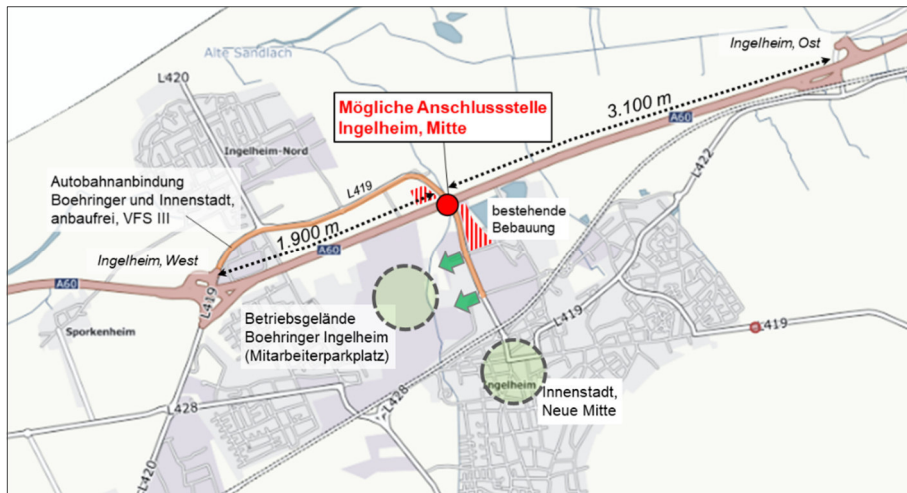 Ingelheim, Ost
Alte Sandlach
L420
3.100 m
Mögliche Anschlussstelle
Ingelheim, Mitte
A60
Ingelheim-Nord
L422
Autobahnanbindung
Boehringer und Innenstadt,
anbaufrei, VFS III
L419
bestehende
Bebauung
1.900 m
A60
Ingelheim, West
A60
L419
Betriebsgelände
Boehringer Ingelheim
(Mitarbeiterparkplatz)
Sporkenheim
L419
L419
Ingelheim
Innenstadt,
Neue Mitte
L428
L428
L420